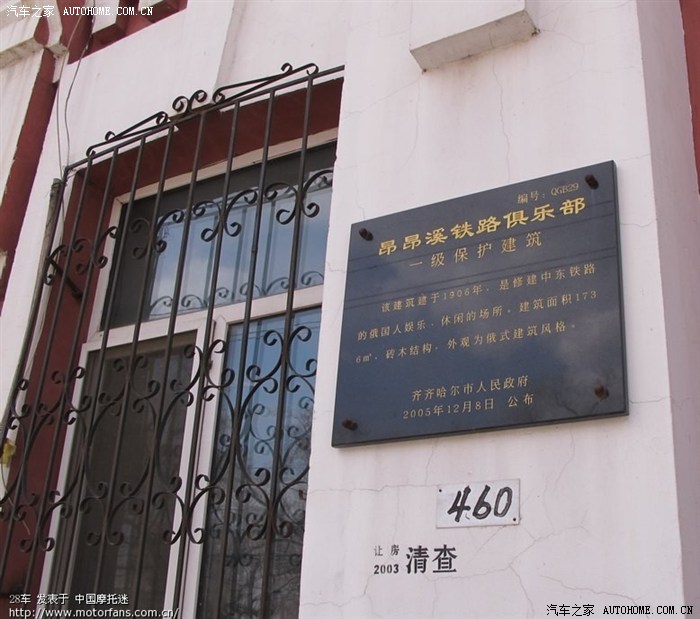 汽车之家 AUTOHOME.COM.CN
编号: QGB29
昂昂溪铁路俱乐部
一级保护建筑
该建筑建于1906年，是修建中东铁路
的俄国人娱乐、休闲的场所，建筑面积173
6㎡，砖木结构，外观为俄式建筑风格。
齐齐哈尔市人民政府
2005年12月8日 公布
460
让房
2003 清查
28车 发表于 中国摩托迷
http://www.motorfans.com.cn/
汽车之家 AUTOHOME.COM.CN